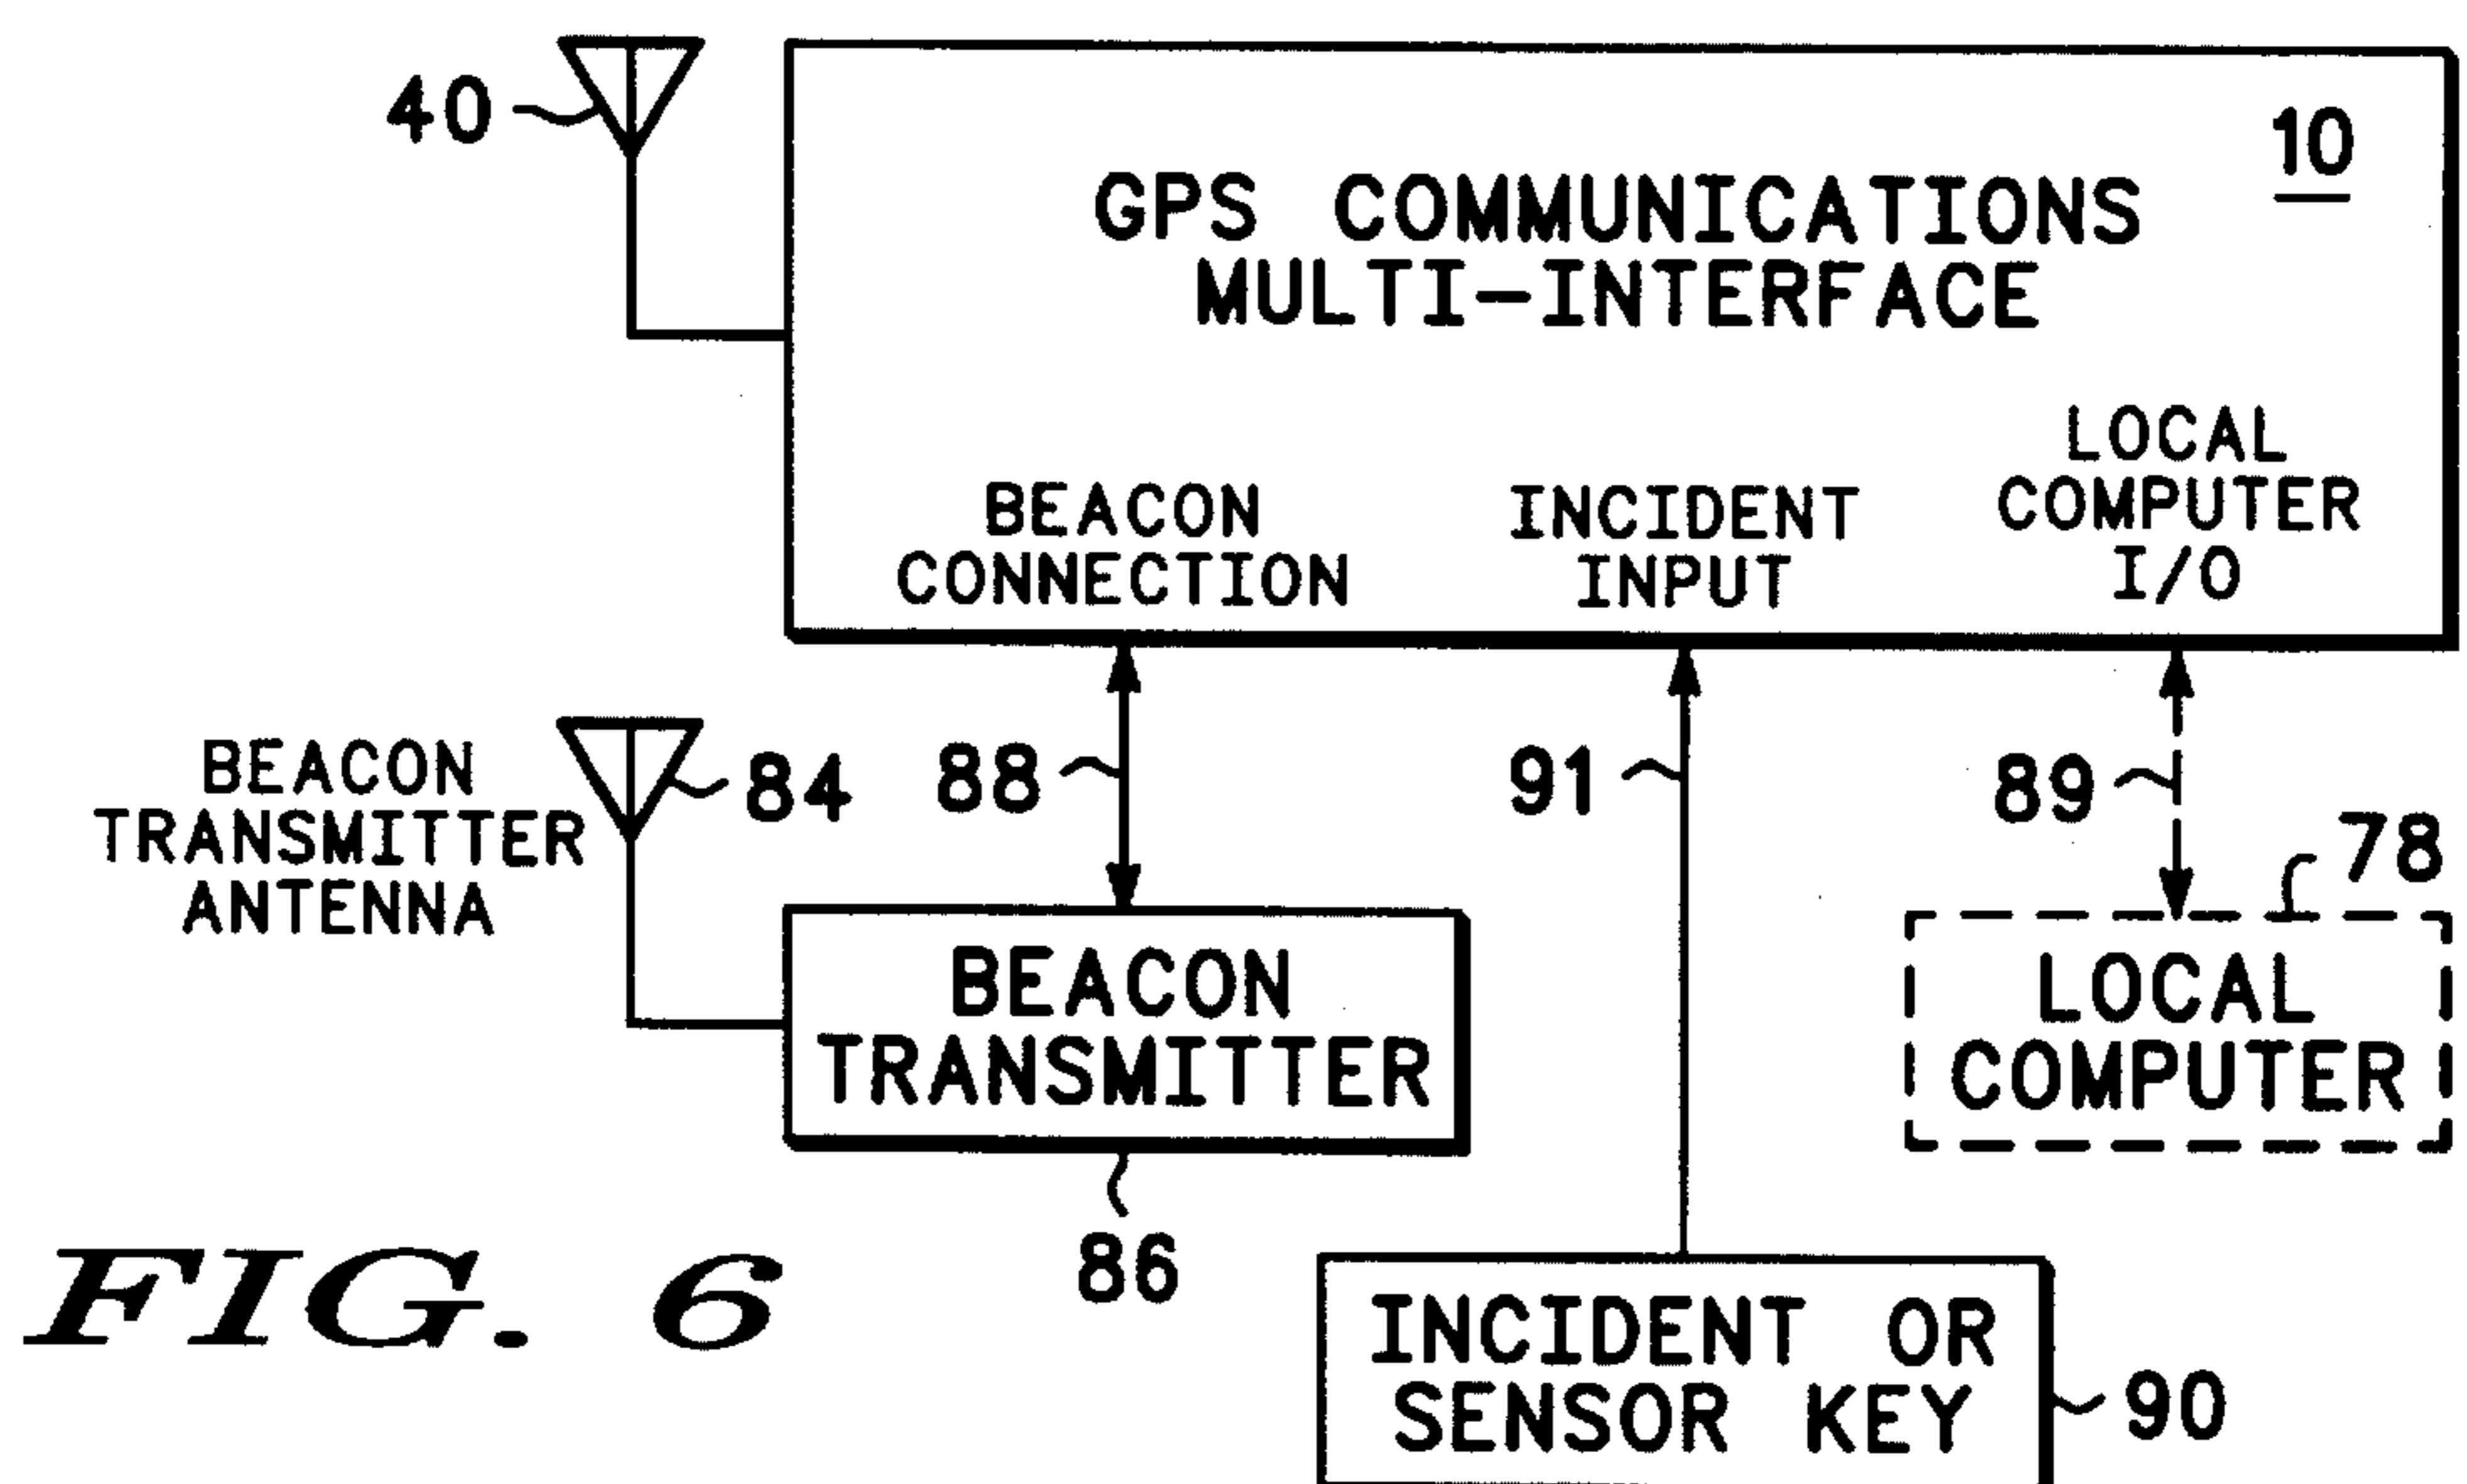 40
10
GPS COMMUNICATIONS
MULTI-INTERFACE
BEACON
CONNECTION
INCIDENT
INPUT
LOCAL
COMPUTER
I/O
BEACON
TRANSMITTER
ANTENNA
84
88
91
89
78
BEACON
TRANSMITTER
LOCAL
COMPUTER
86
INCIDENT OR
SENSOR KEY
90
FIG. 6